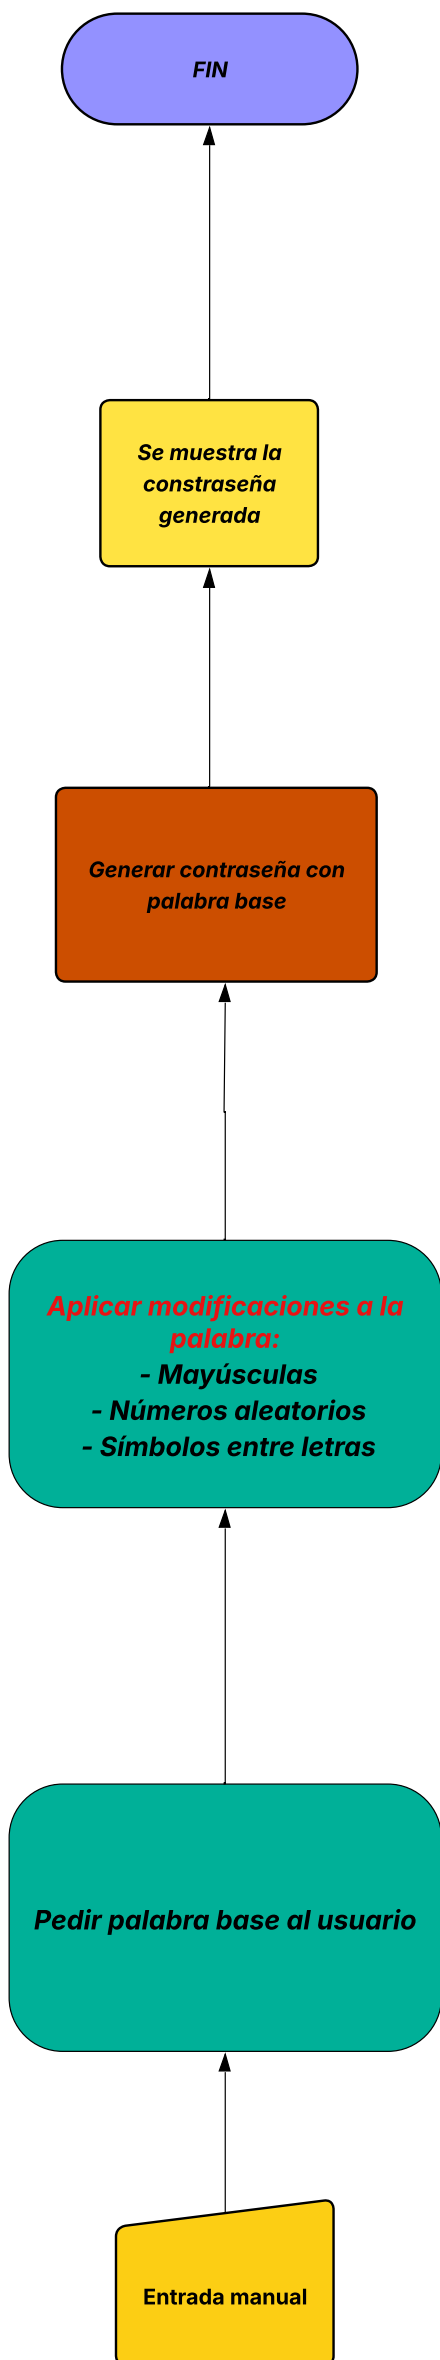 FIN
Se muestra la
constraseña
generada
Generar contraseña con
palabra base
Aplicar modificaciones a la
palabra:
- Mayúsculas
- Números aleatorios
- Símbolos entre letras
Pedir palabra base al usuario
Entrada manual